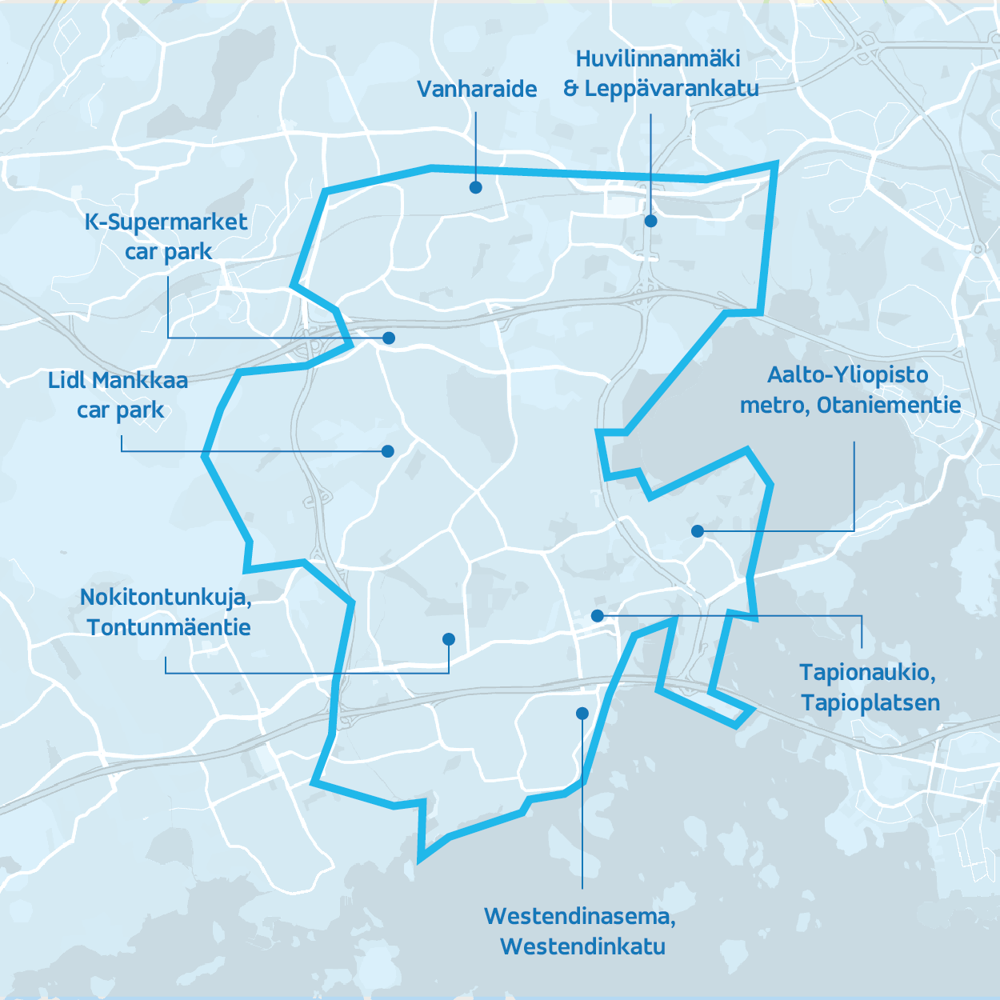 Huvilinnanmäki
& Leppävarankatu
Vanharaide
K-Supermarket
car park
Lidl Mankkaa
car park
Aalto-Yliopisto
metro, Otaniementie
Nokitontunkuja,
Tontunmäentie
Tapionaukio,
Tapioplatsen
Westendinasema,
Westendinkatu